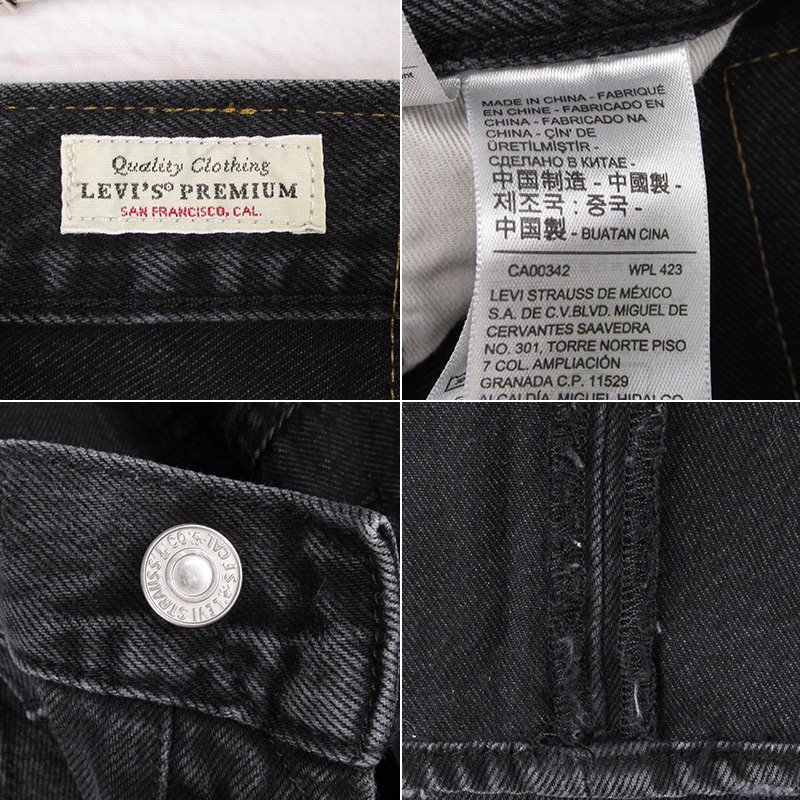 Quality Clothing
LEVI'S® PREMIUM
SAN FRANCISCO, CAL.
MADE IN CHINA - FABRIQUÉ
EN CHINE - FABRICADO EN
CHINA - FABRICADO NA
CHINA - ÇİN' DE
ÜRETİLMİŞTİR -
СДЕЛАНО В КИТАЕ -
中国制造 - 中國製 -
제조국 : 중국 -
中国製 - BUATAN CINA
CA00342 WPL 423
LEVI STRAUSS DE MÉXICO
S.A. DE C.V.BLVD. MIGUEL DE
CERVANTES SAAVEDRA
NO. 301, TORRE NORTE PISO
7 COL. AMPLIACIÓN
GRANADA C.P. 11529
ALCALDÍA MIGUEL HIDALGO
LEVI STRAUSS & CO. S.F. CAL.